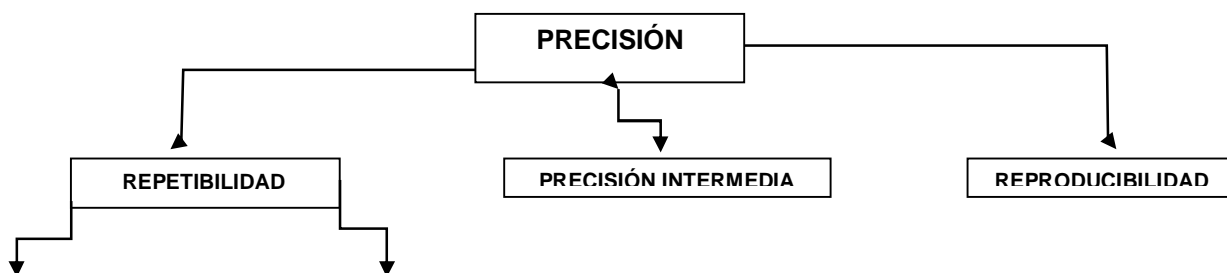 PRECISIÓN
REPETIBILIDAD
PRECISIÓN INTERMEDIA
REPRODUCIBILIDAD